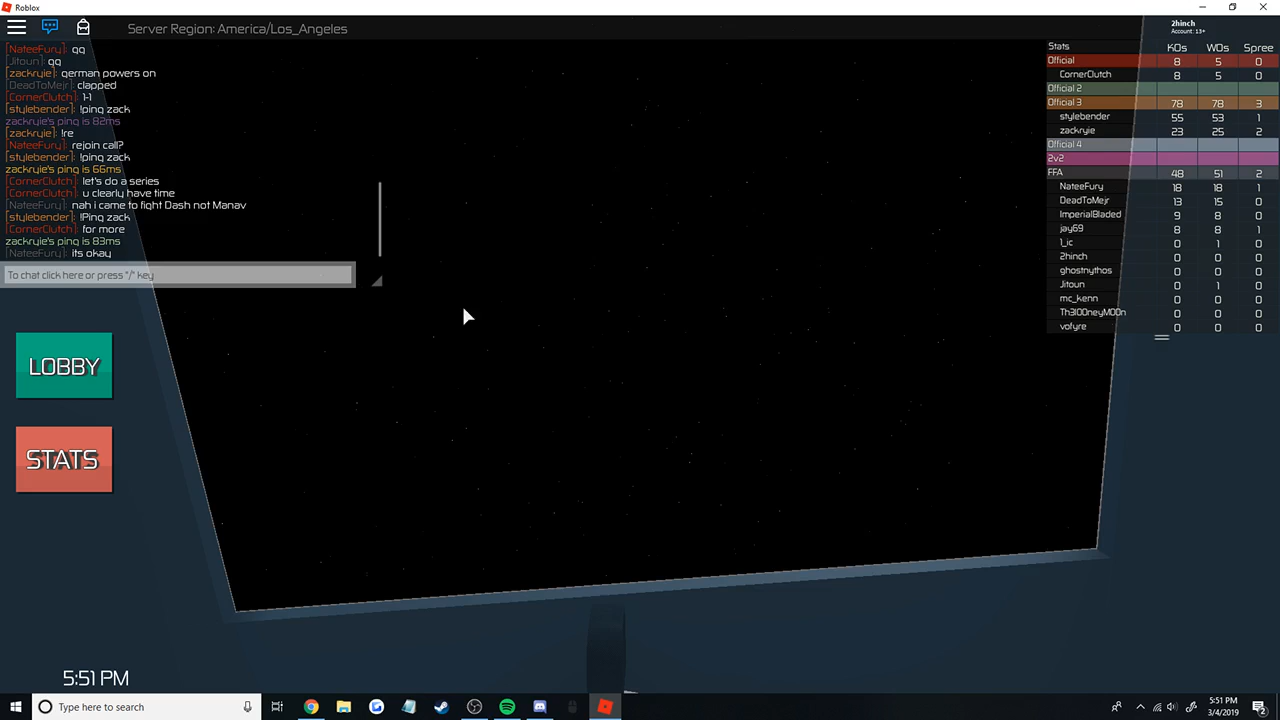 Roblox
Server Region: America/Los_Angeles
2hinch
Account: 13+
[NateeFury]: gg
[Jitoun]: gg
[zackryie]: german powers on
[DeadToMejr]: clapped
[CornerClutch]: 1-1
[stylebender]: !ping zack
zackryie's ping is 82ms
[zackryie]: !re
[NateeFury]: rejoin call?
[stylebender]: !ping zack
zackryie's ping is 66ms
[CornerClutch]: let's do a series
[CornerClutch]: u clearly have time
[NateeFury]: nah i came to fight Dash not Manav
[stylebender]: !Ping zack
[CornerClutch]: for more
zackryie's ping is 83ms
[NateeFury]: its okay
To chat click here or press "/" key
Stats KOs WOs Spree
Official 8 5 0
CornerClutch 8 5 0
Official 2
Official 3 78 78 3
stylebender 55 53 1
zackryie 23 25 2
Official 4
2v2
FFA 48 51 2
NateeFury 18 18 1
DeadToMejr 13 15 0
ImperialBladed 9 8 0
jay69 8 8 1
1_ic 0 1 0
2hinch 0 0 0
ghostnythos 0 0 0
Jitoun 0 1 0
mc_kenn 0 0 0
Th3l00neyM00n 0 0 0
vofyre 0 0 0
LOBBY
STATS
5:51 PM
Type here to search
5:51 PM
3/4/2019
2